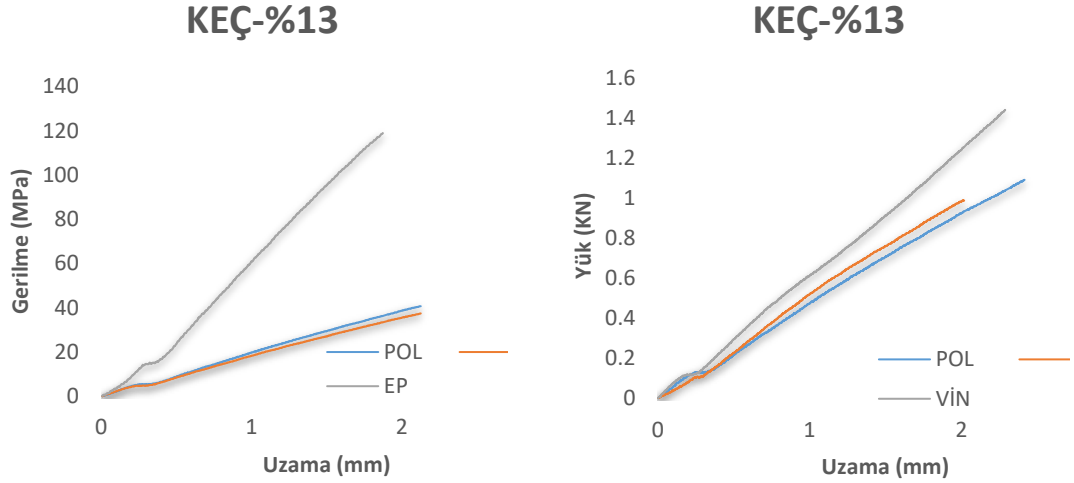 KEÇ-%13
140
120
100
80
60
40
20
0
0 1 2
Gerilme (MPa)
Uzama (mm)
POL
EP
KEÇ-%13
1.6
1.4
1.2
1
0.8
0.6
0.4
0.2
0
0 1 2
Yük (KN)
Uzama (mm)
POL
VİN